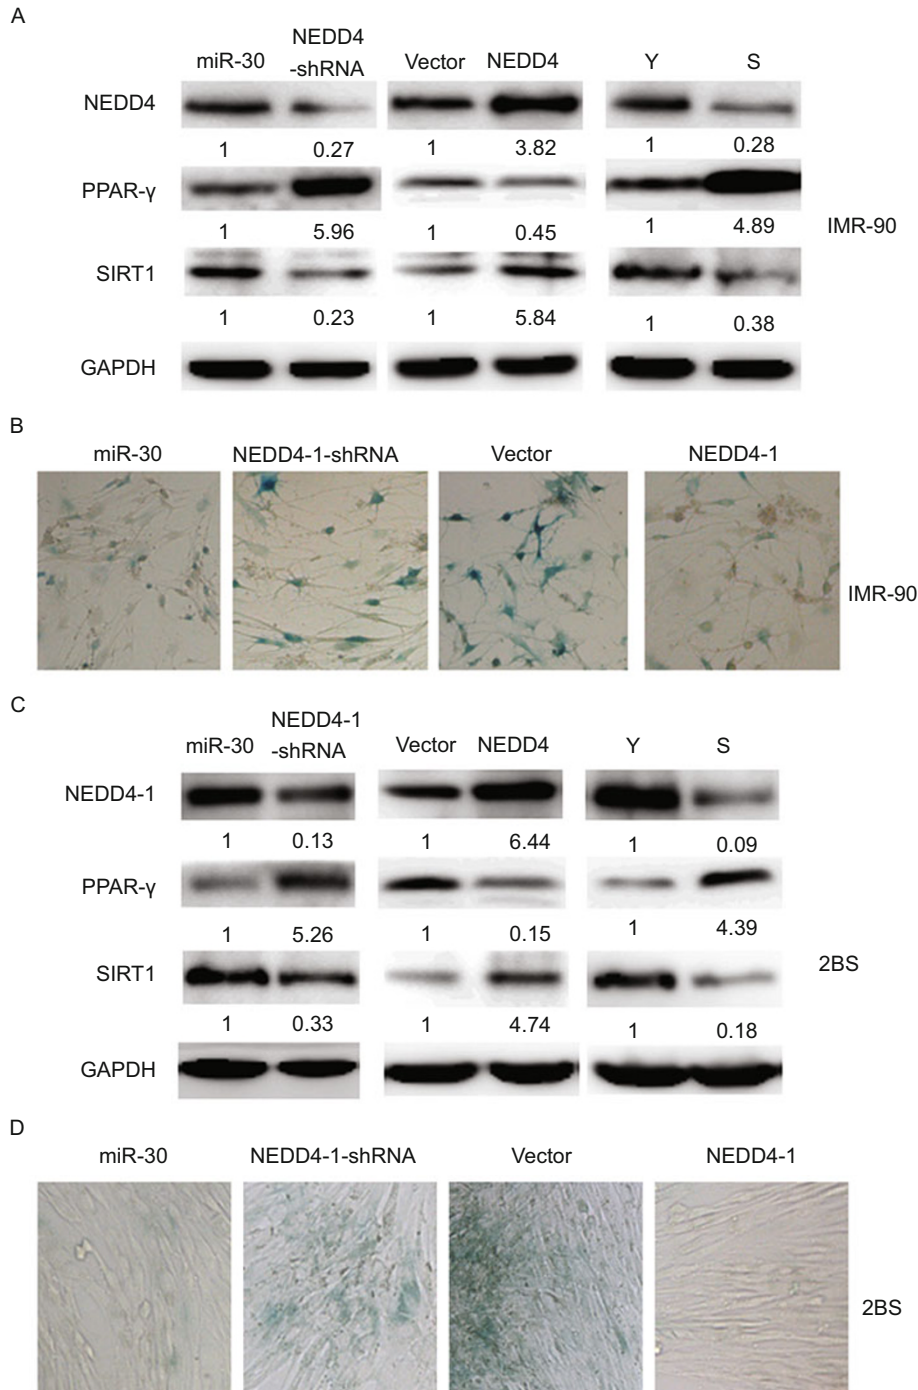 A
miR-30 NEDD4 -shRNA Vector NEDD4 Y S
NEDD4
1 0.27 1 3.82 1 0.28
PPAR-γ
1 5.96 1 0.45 1 4.89
IMR-90
SIRT1
1 0.23 1 5.84 1 0.38
GAPDH
B
miR-30 NEDD4-1-shRNA Vector NEDD4-1
IMR-90
C
miR-30 NEDD4-1 -shRNA Vector NEDD4 Y S
NEDD4-1
1 0.13 1 6.44 1 0.09
PPAR-γ
1 5.26 1 0.15 1 4.39
2BS
SIRT1
1 0.33 1 4.74 1 0.18
GAPDH
D
miR-30 NEDD4-1-shRNA Vector NEDD4-1
2BS